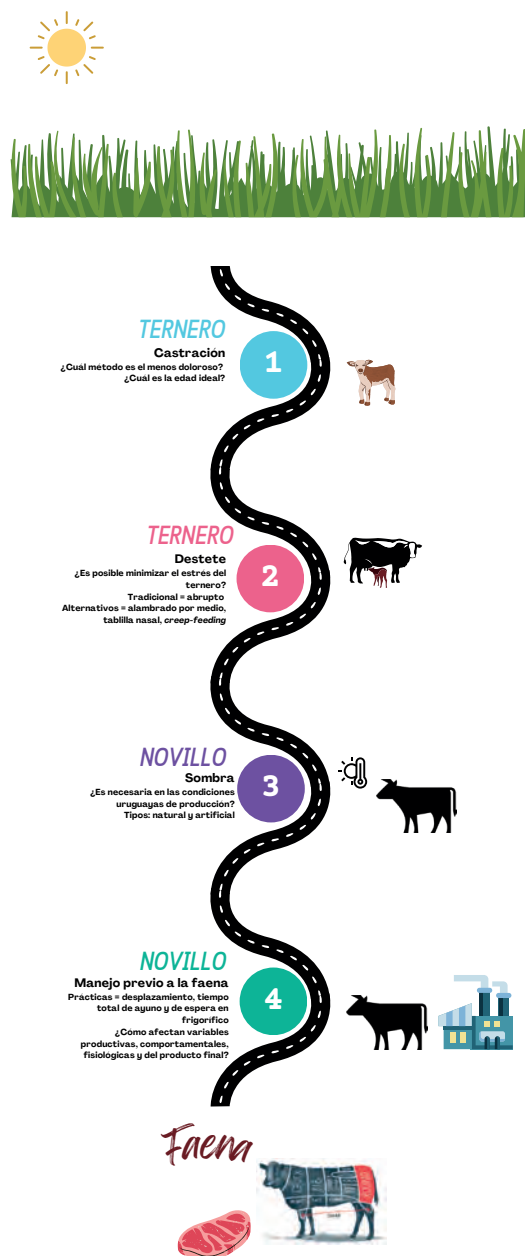 TERNERO
Castración
1
¿Cuál método es el menos doloroso?
¿Cuál es la edad ideal?
TERNERO
Destete
2
¿Es posible minimizar el estrés del
ternero?
Tradicional = abrupto
Alternativos = alambrado por medio,
tablilla nasal, creep-feeding
NOVILLO
Sombra
3
¿Es necesaria en las condiciones
uruguayas de producción?
Tipos: natural y artificial
NOVILLO
Manejo previo a la faena
4
Prácticas = desplazamiento, tiempo
total de ayuno y de espera en
frigorífico
¿Cómo afectan variables
productivas, comportamentales,
fisiológicas y del producto final?
Faena